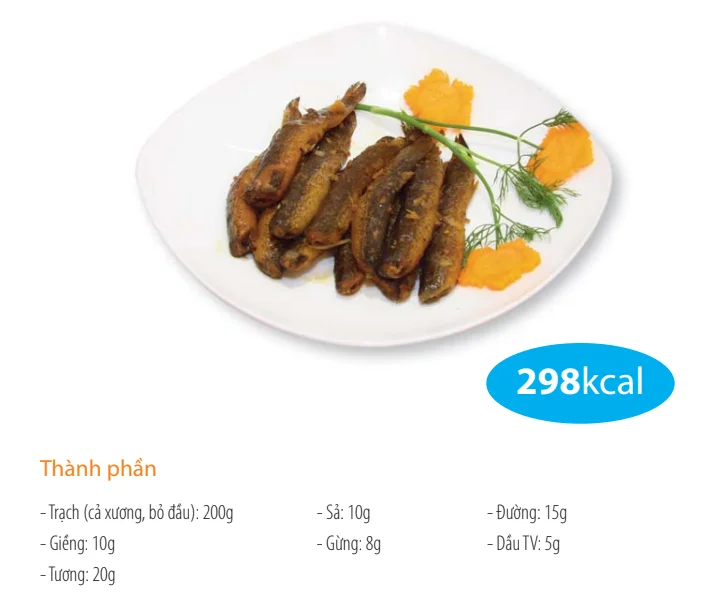 298kcal
Thành phần
- Trạch (cả xương, bỏ đầu): 200g
- Sả: 10g
- Đường: 15g
- Giềng: 10g
- Gừng: 8g
- Dầu TV: 5g
- Tương: 20g